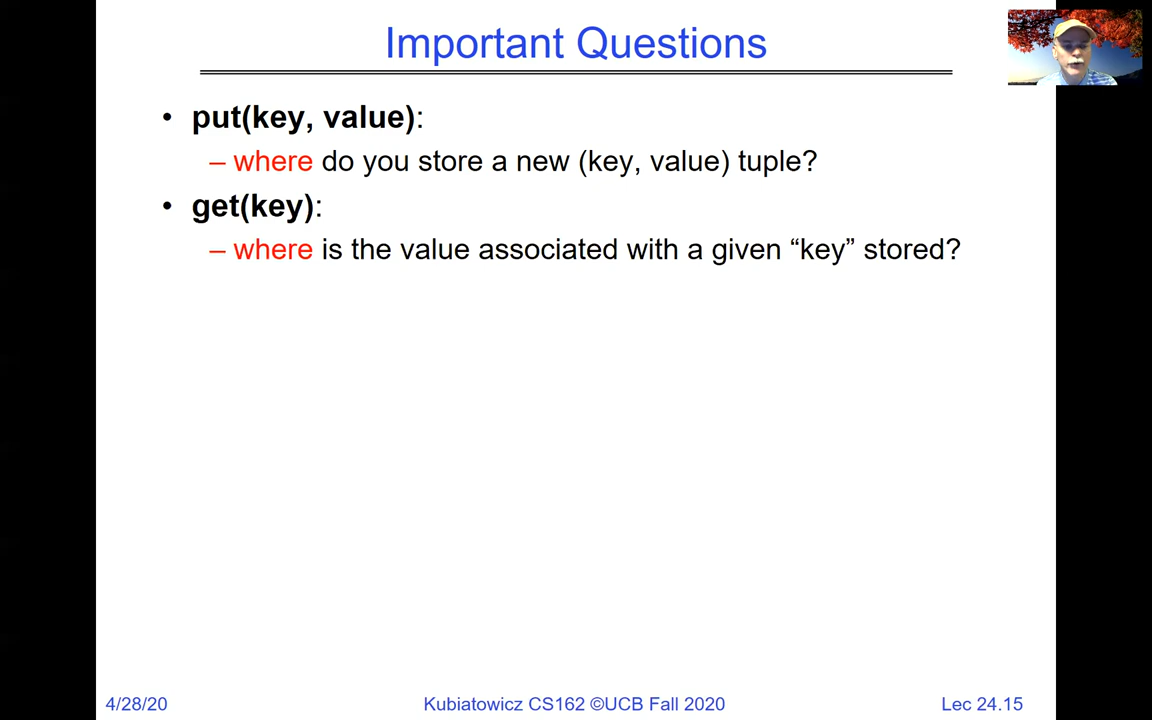 Important Questions
• put(key, value):
– where do you store a new (key, value) tuple?
• get(key):
– where is the value associated with a given “key” stored?
4/28/20
Kubiatowicz CS162 ©UCB Fall 2020
Lec 24.15